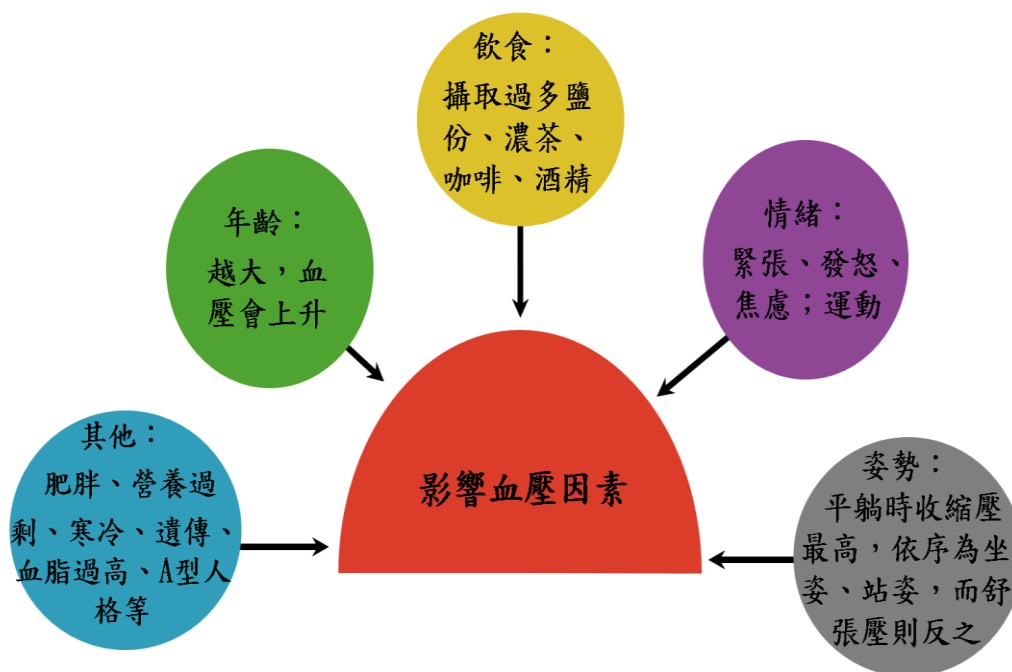 飲食：
攝取過多鹽
份、濃茶、
咖啡、酒精
年齡：
越大，血
壓會上升
情緒：
緊張、發怒、
焦慮；運動
其他：
肥胖、營養過
剩、寒冷、遺傳、
血脂過高、A型人
格等
影響血壓因素
姿勢：
平躺時收縮壓
最高，依序為坐
姿、站姿，而舒
張壓則反之